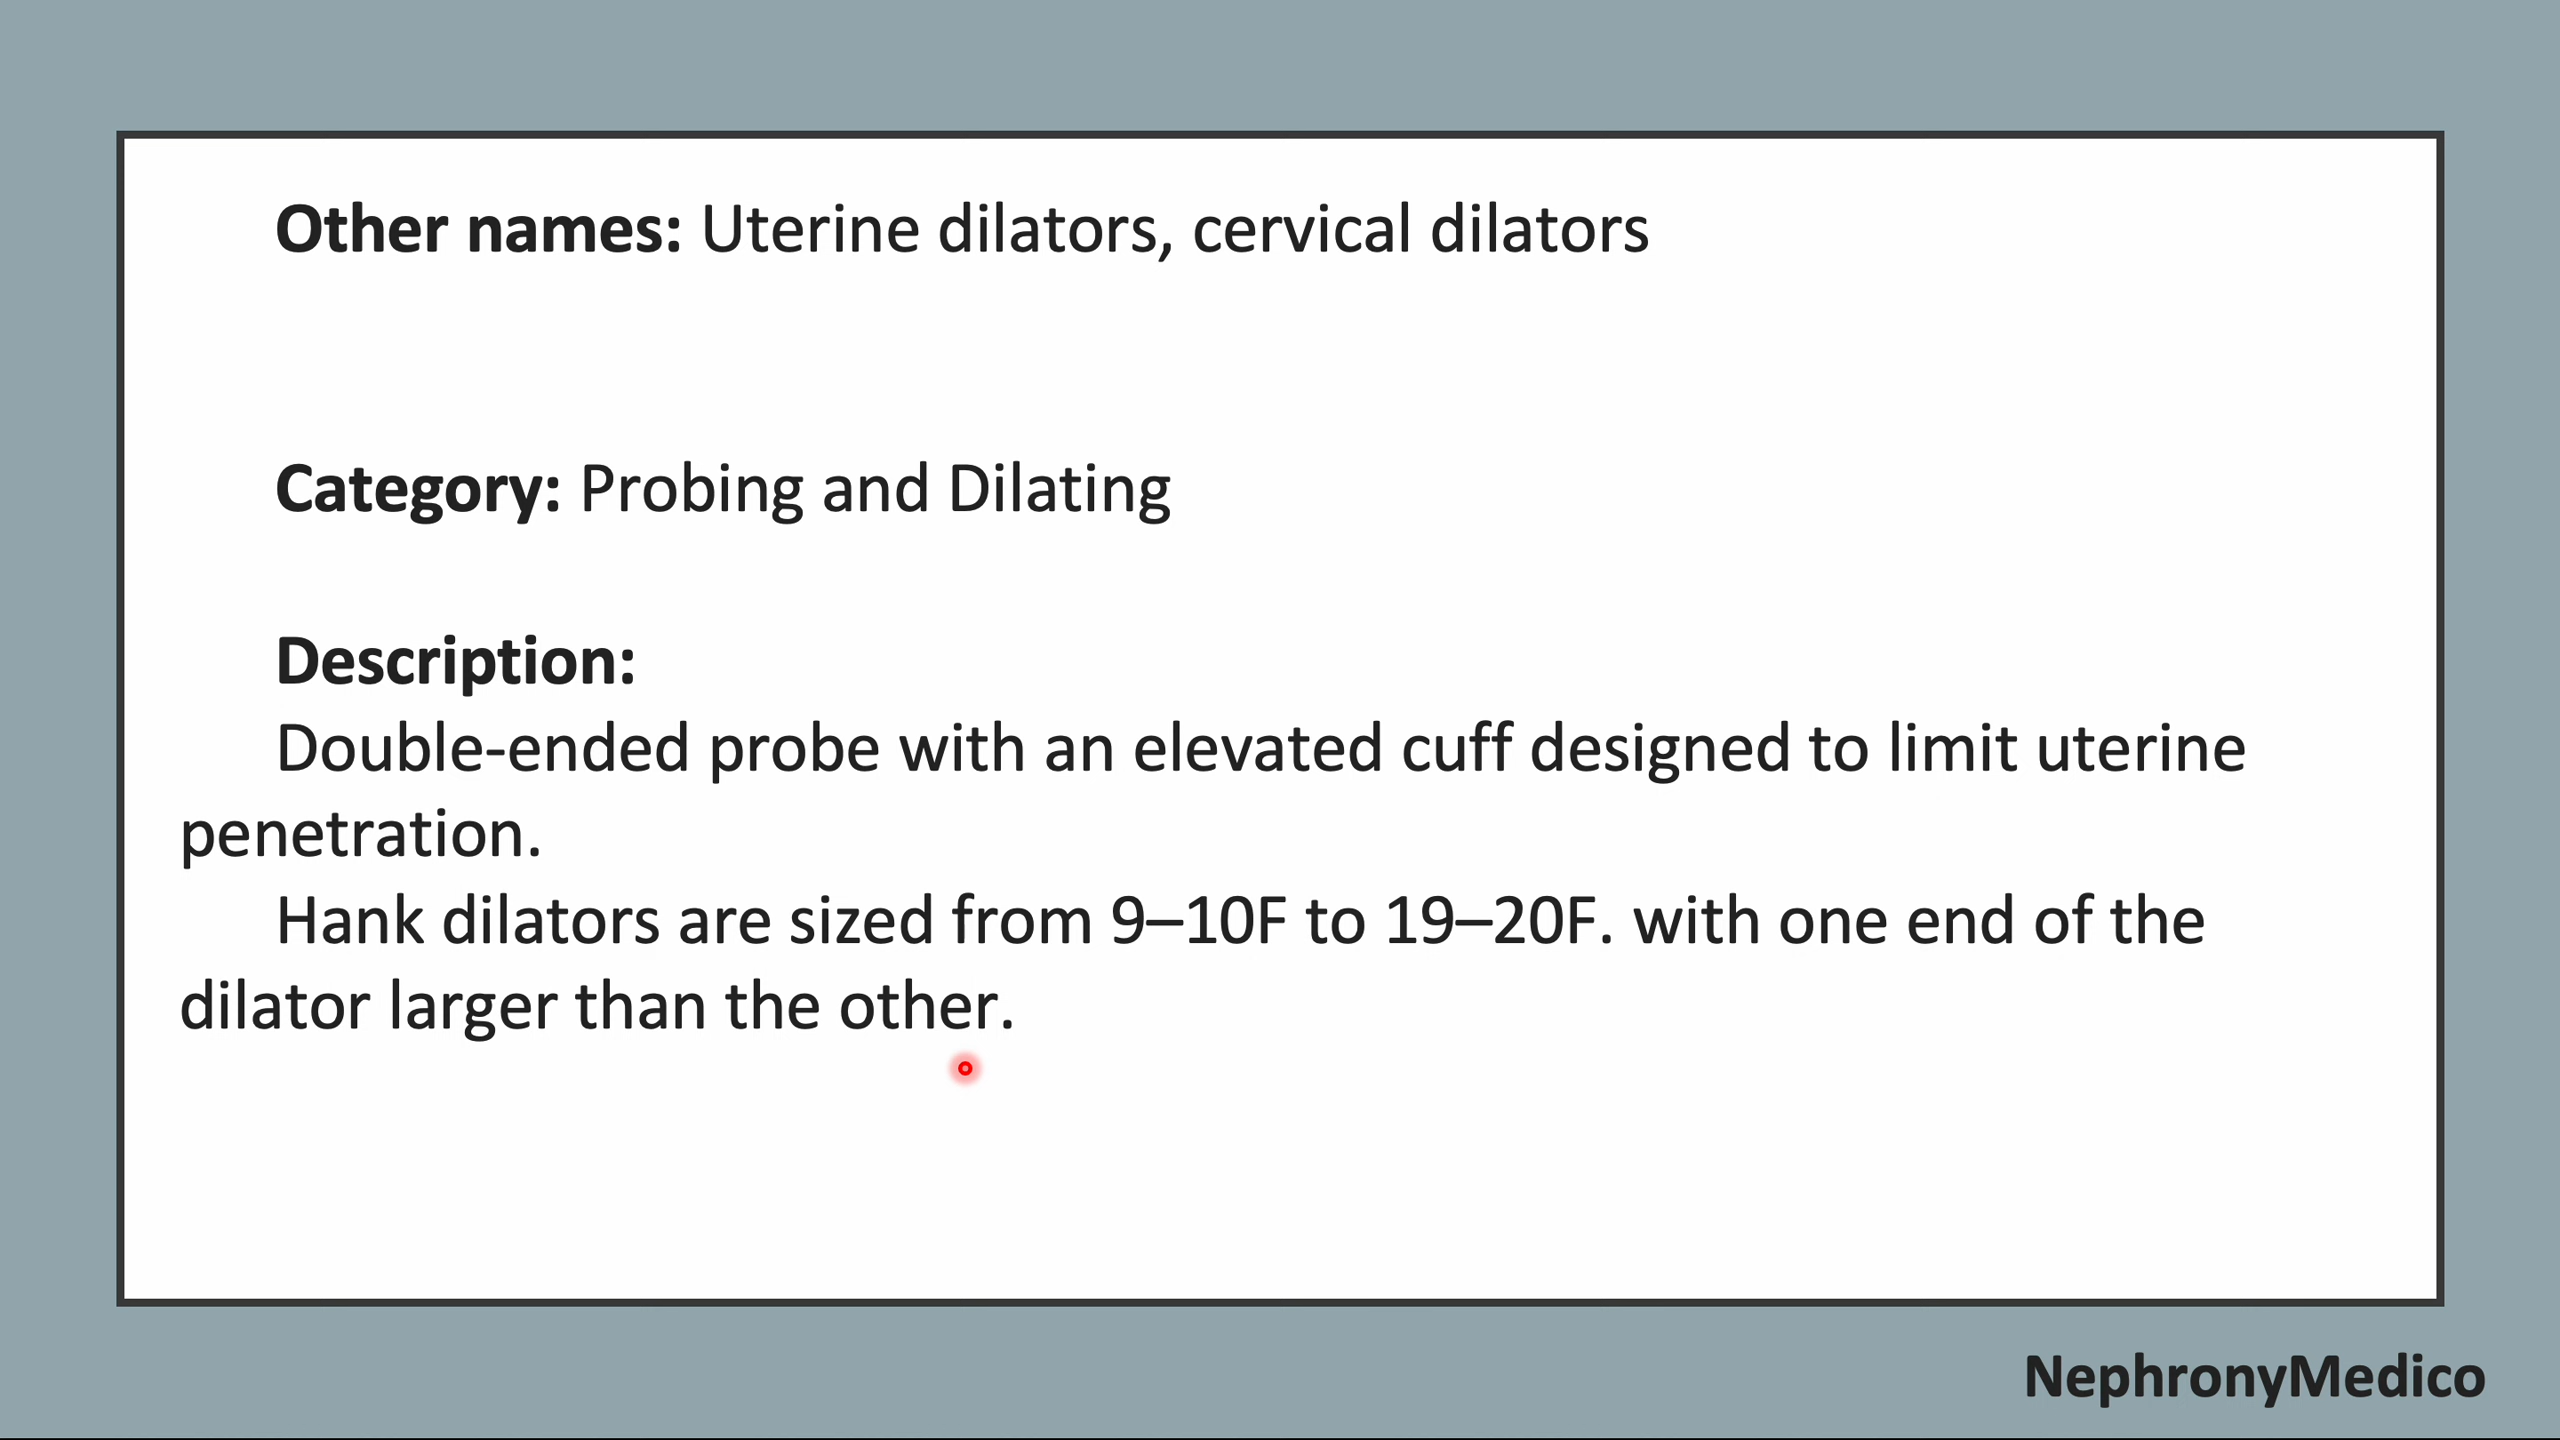 Other names: Uterine dilators, cervical dilators
Category: Probing and Dilating
Description:
Double-ended probe with an elevated cuff designed to limit uterine
penetration.
Hank dilators are sized from 9–10F to 19–20F. with one end of the
dilator larger than the other.
NephronyMedico